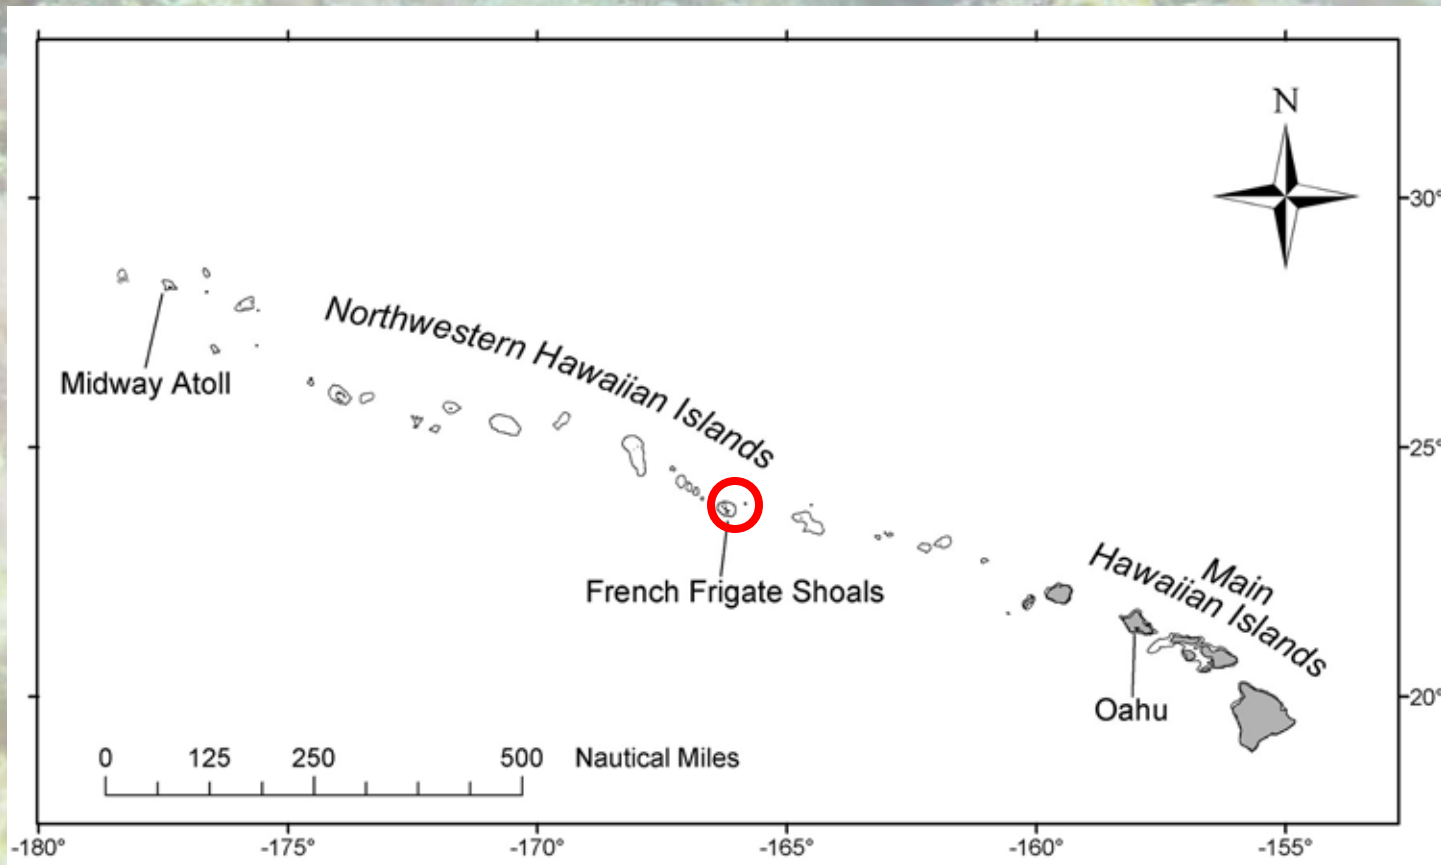 N
30°
Northwestern Hawaiian Islands
Midway Atoll
25°
French Frigate Shoals
Main
Hawaiian Islands
20°
Oahu
0 125 250 500 Nautical Miles
-180° -175° -170° -165° -160° -155°